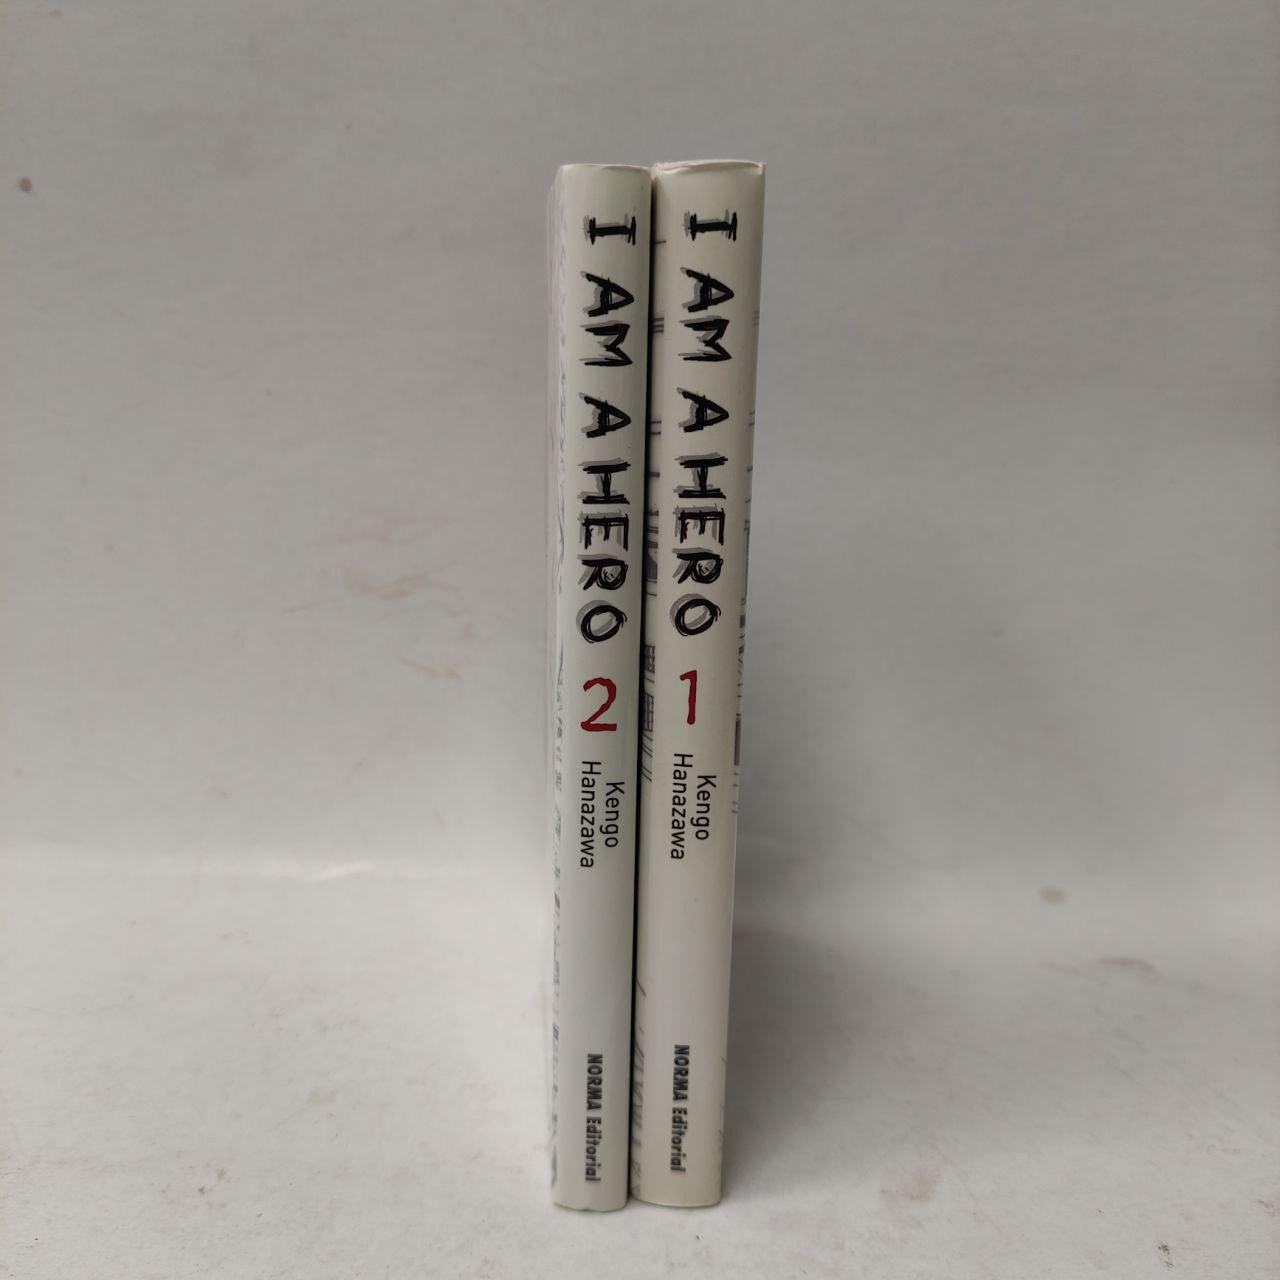 I AM A HERO
2
Kengo
Hanazawa
NORMA Editorial
I AM A HERO
1
Kengo
Hanazawa
NORMA Editorial